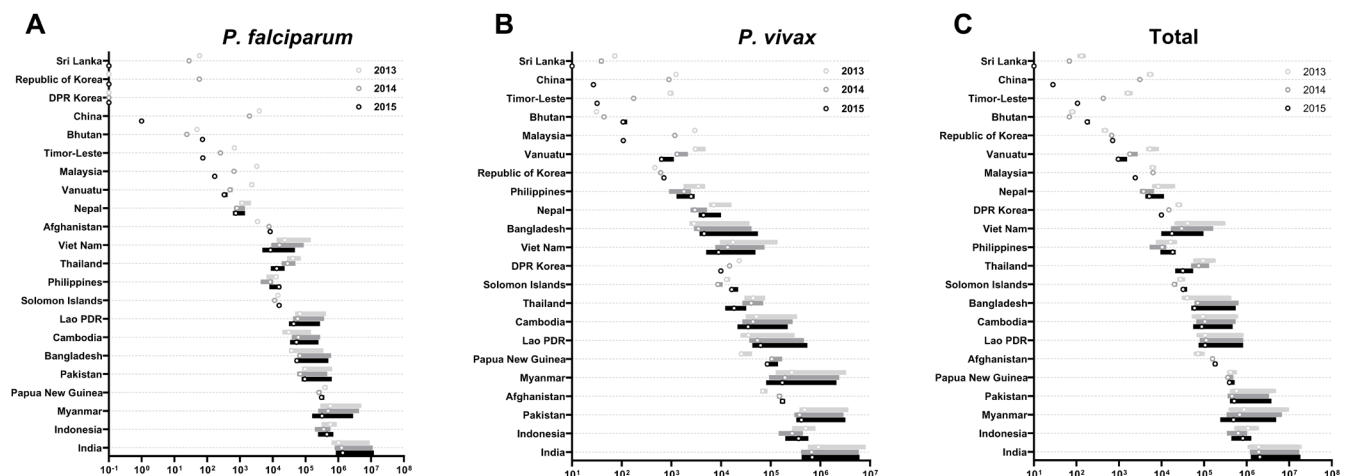 A
P. falciparum
Sri Lanka
Republic of Korea
DPR Korea
China
Bhutan
Timor-Leste
Malaysia
Vanuatu
Nepal
Afghanistan
Viet Nam
Thailand
Philippines
Solomon Islands
Lao PDR
Cambodia
Bangladesh
Pakistan
Papua New Guinea
Myanmar
Indonesia
India
2013
2014
2015
10-1 10⁰ 10¹ 10² 10³ 10⁴ 10⁵ 10⁶ 10⁷ 10⁸
B
P. vivax
Sri Lanka
China
Timor-Leste
Bhutan
Malaysia
Vanuatu
Republic of Korea
Philippines
Nepal
Bangladesh
Viet Nam
DPR Korea
Solomon Islands
Thailand
Cambodia
Lao PDR
Papua New Guinea
Myanmar
Afghanistan
Pakistan
Indonesia
India
2013
2014
2015
10¹ 10² 10³ 10⁴ 10⁵ 10⁶ 10⁷
C
Total
Sri Lanka
China
Timor-Leste
Bhutan
Republic of Korea
Vanuatu
Malaysia
Nepal
DPR Korea
Viet Nam
Philippines
Thailand
Solomon Islands
Bangladesh
Cambodia
Lao PDR
Afghanistan
Papua New Guinea
Pakistan
Myanmar
Indonesia
India
2013
2014
2015
10¹ 10² 10³ 10⁴ 10⁵ 10⁶ 10⁷ 10⁸